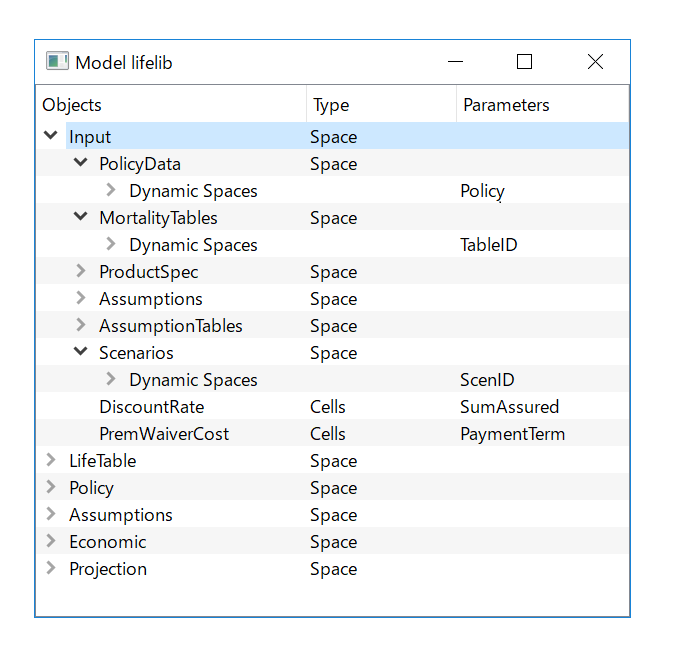 Model lifelib
Objects Type Parameters
Input Space
PolicyData Space
Dynamic Spaces Policy
MortalityTables Space
Dynamic Spaces TableID
ProductSpec Space
Assumptions Space
AssumptionTables Space
Scenarios Space
Dynamic Spaces ScenID
DiscountRate Cells SumAssured
PremWaiverCost Cells PaymentTerm
LifeTable Space
Policy Space
Assumptions Space
Economic Space
Projection Space